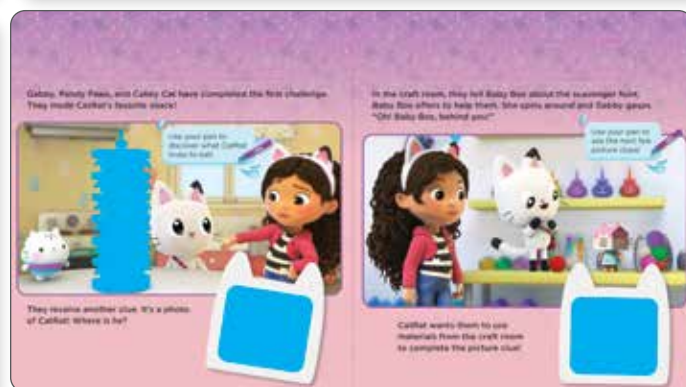 Gabby, Pandy Paws, and Cakey Cat have completed the first challenge.
They made CatRat's favorite snack!
Use your pen to
discover what CatRat
loves to eat!
They receive another clue. It's a photo
of CatRat! Where is he?
In the craft room, they tell Baby Box about the scavenger hunt.
Baby Box offers to help them. She spins around and Gabby gasps.
"Oh! Baby Box, behind you!"
Use your pen to
see the next few
picture clues!
CatRat wants them to use
materials from the craft room
to complete the picture clue!